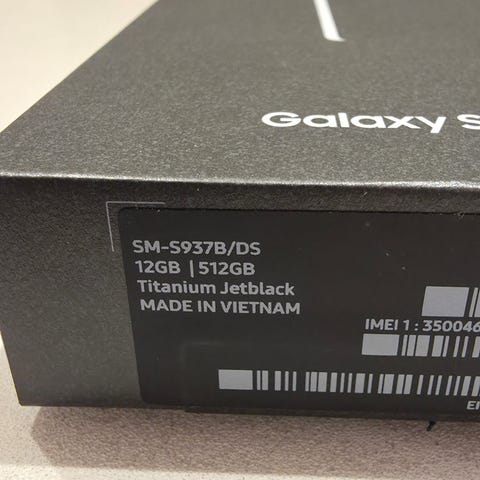 Galaxy S
SM-S937B/DS
12GB | 512GB
Titanium Jetblack
MADE IN VIETNAM
IMEI 1 : 350046